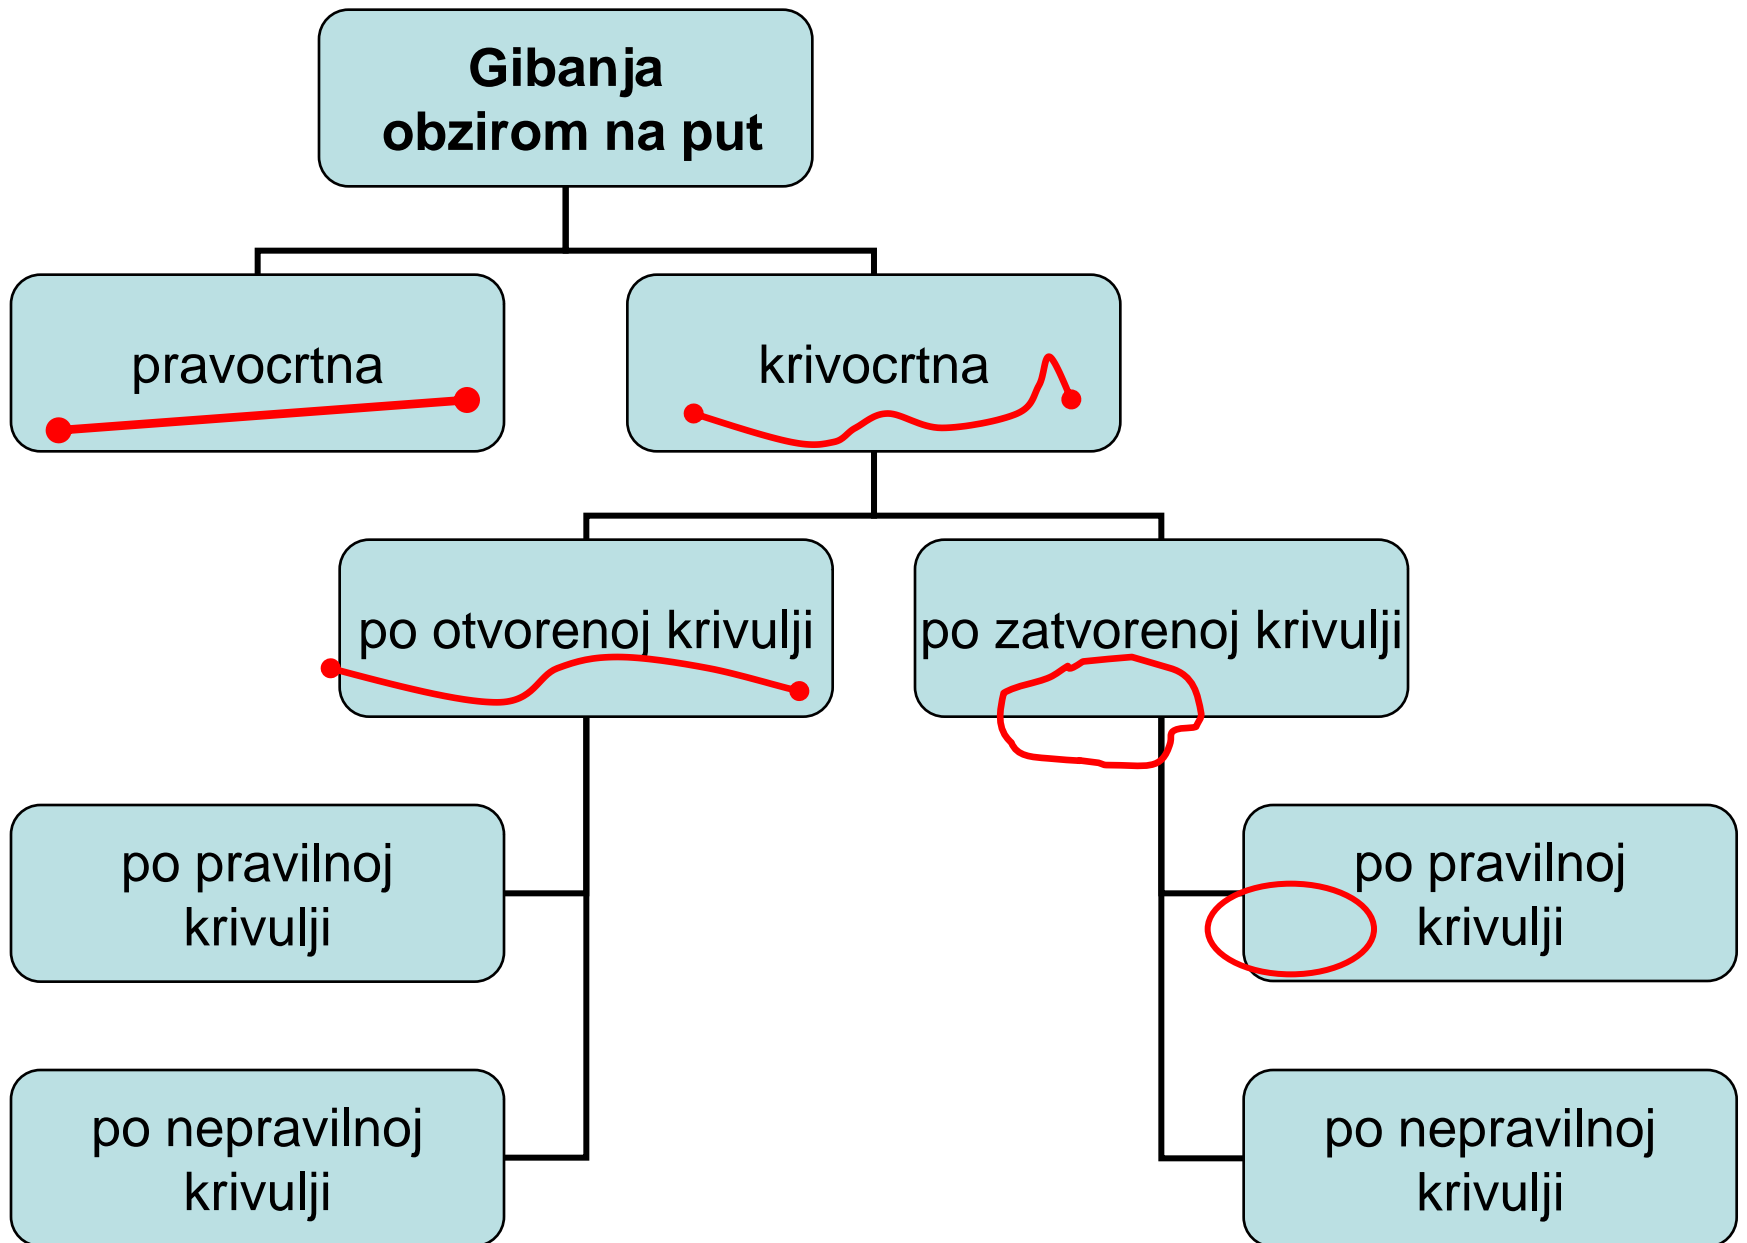 Gibanja
obzirom na put
pravocrtna
krivocrtna
po otvorenoj krivulji
po zatvorenoj krivulji
po pravilnoj
krivulji
po pravilnoj
krivulji
po nepravilnoj
krivulji
po nepravilnoj
krivulji